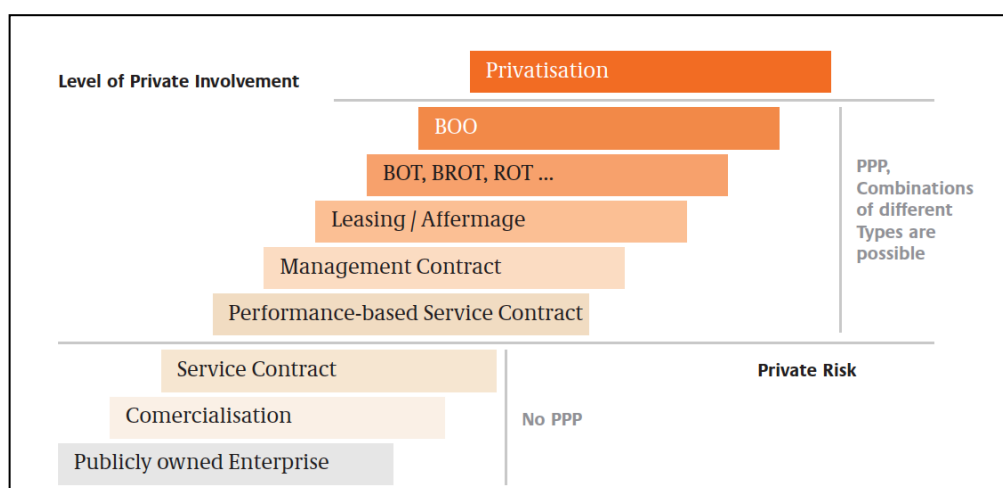 Privatisation
Level of Private Involvement
BOO
BOT, BROT, ROT ...
PPP,
Combinations
of different
Types are
possible
Leasing / Affermage
Management Contract
Performance-based Service Contract
Service Contract
Private Risk
Comercialisation
No PPP
Publicly owned Enterprise